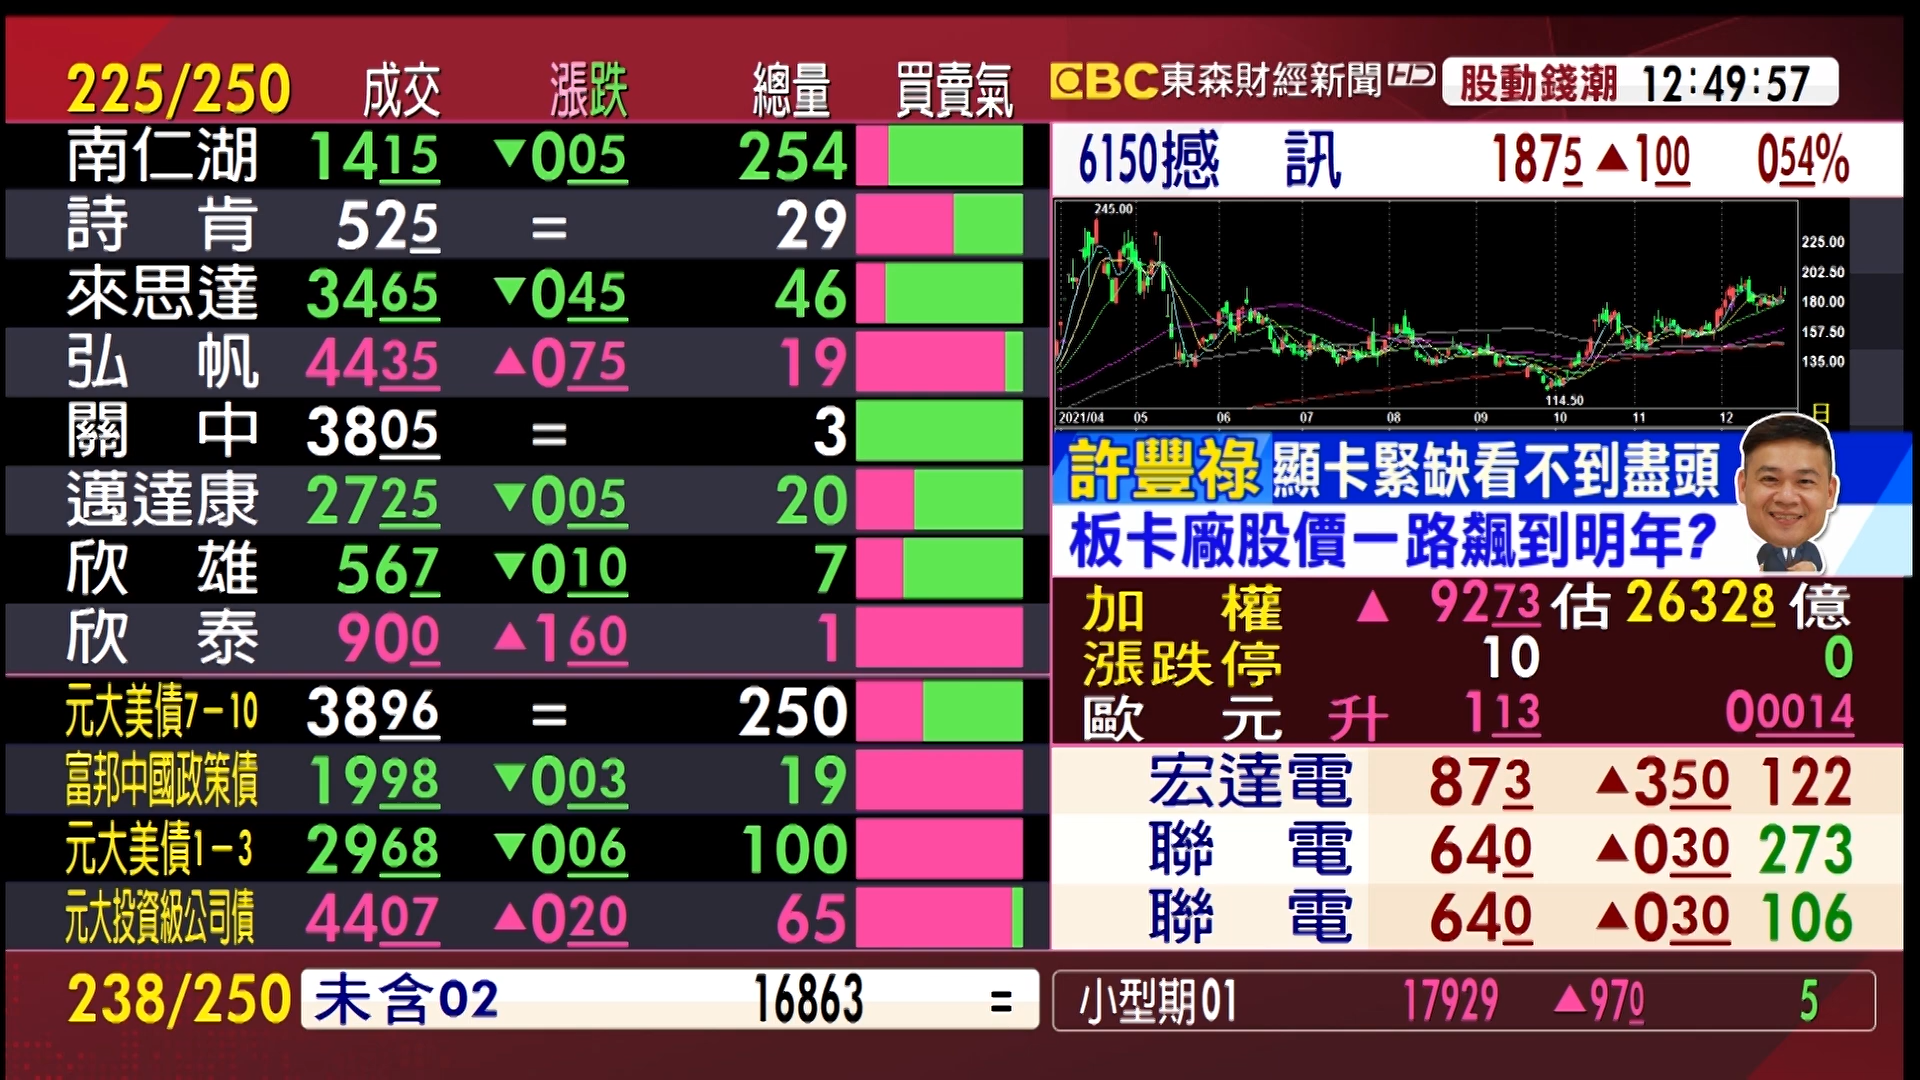 225/250 成交 漲跌 總量 買賣氣
南仁湖 1415 ▼005 254
詩肯 525 = 29
來思達 3465 ▼045 46
弘帆 4435 ▲075 19
關中 3805 = 3
邁達康 2725 ▼005 20
欣雄 567 ▼010 7
欣泰 900 ▲160 1
元大美債7-10 3896 = 250
富邦中國政策債 1998 ▼003 19
元大美債1-3 2968 ▼006 100
元大投資級公司債 4407 ▲020 65
238/250 未含02 16863 =
EBC東森財經新聞HD 股動錢潮 12:49:57
6150撼訊 1875 ▲100 054%
245.00
225.00
202.50
180.00
157.50
135.00
114.50
2021/04 05 06 07 08 09 10 11 12 日
許豐祿 顯卡緊缺看不到盡頭
板卡廠股價一路飆到明年?
加權 ▲ 9273 估 26328 億
漲跌停 10 0
歐元 升 113 00014
宏達電 873 ▲350 122
聯電 640 ▲030 273
聯電 640 ▲030 106
小型期01 17929 ▲970 5